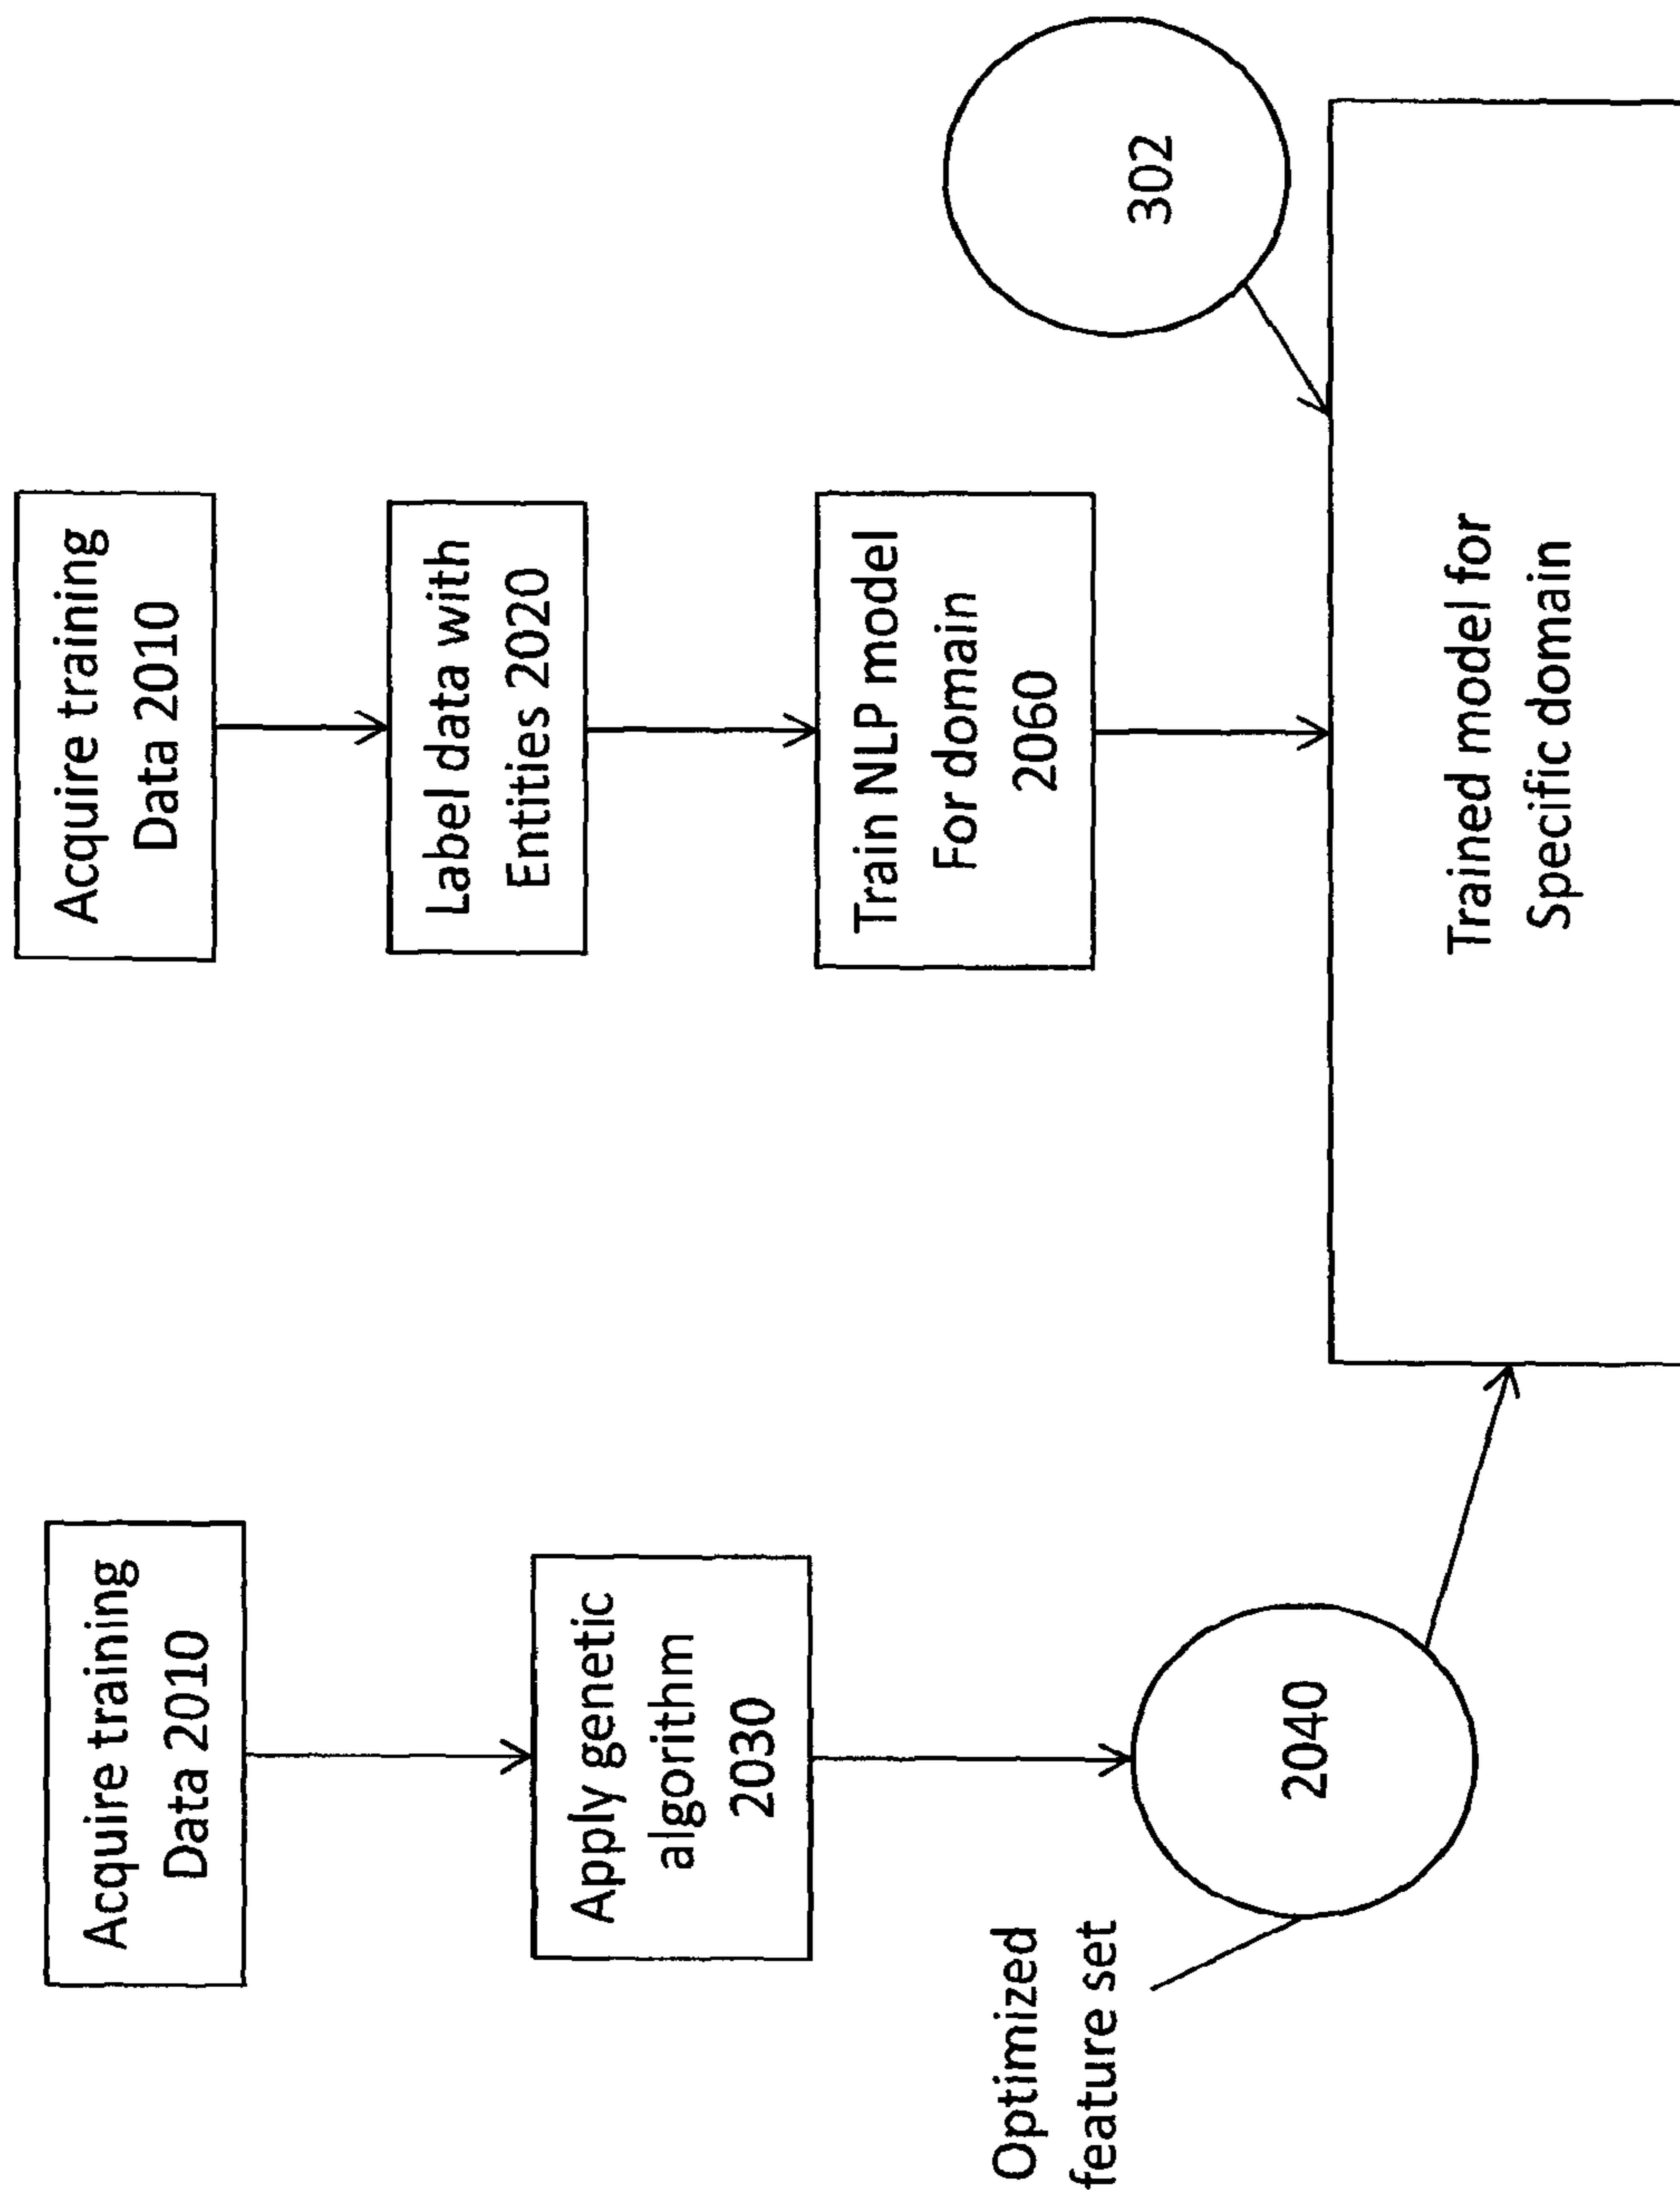 Acquire training
Data 2010
Apply genetic
algorithm
2030
Optimized
feature set
2040
Acquire training
Data 2010
Label data with
Entities 2020
Train NLP model
For domain
2060
302
Trained model for
Specific domain